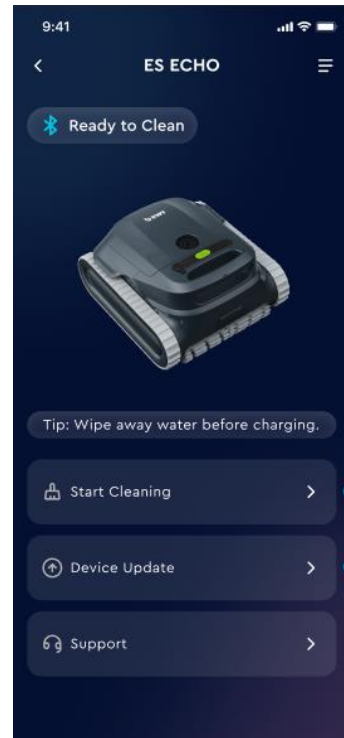 9:41
ES ECHO
Ready to Clean
Tip: Wipe away water before charging.
Start Cleaning
Device Update
Support